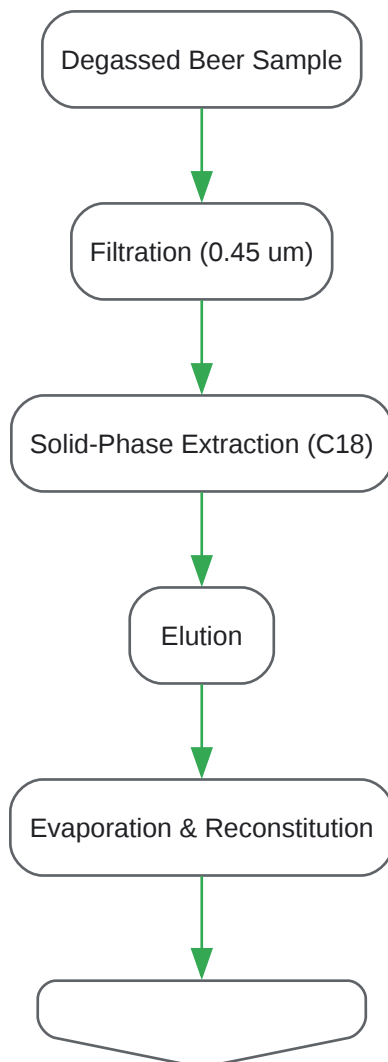 Degassed Beer Sample
Filtration (0.45 um)
Solid-Phase Extraction (C18)
Elution
Evaporation & Reconstitution